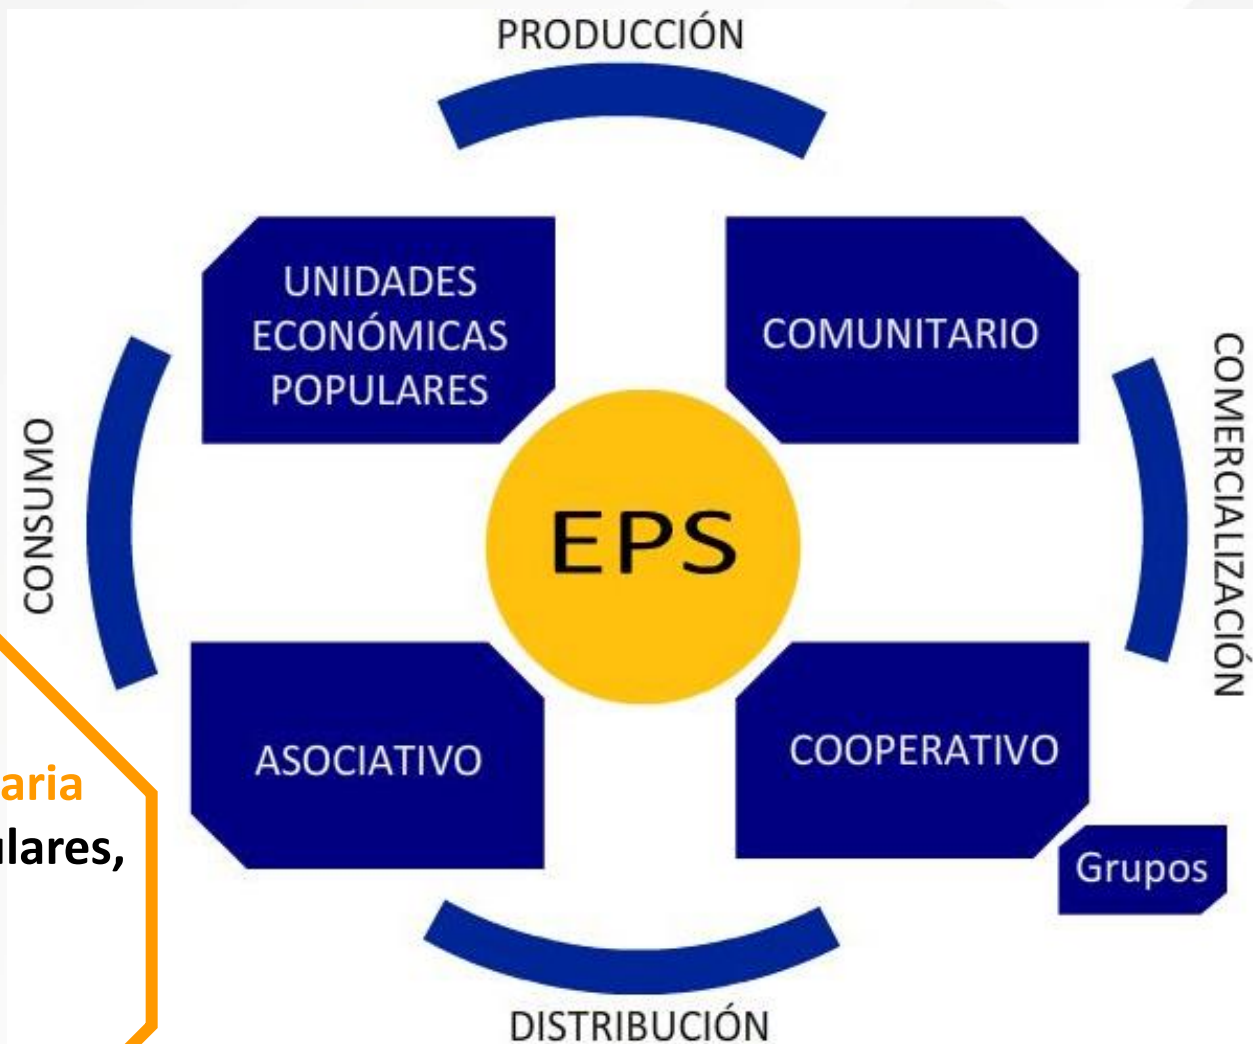 PRODUCCIÓN
UNIDADES
ECONÓMICAS
POPULARES
COMUNITARIO
CONSUMO
EPS
COMERCIALIZACIÓN
ASOCIATIVO
COOPERATIVO
aria
lares,
Grupos
DISTRIBUCIÓN